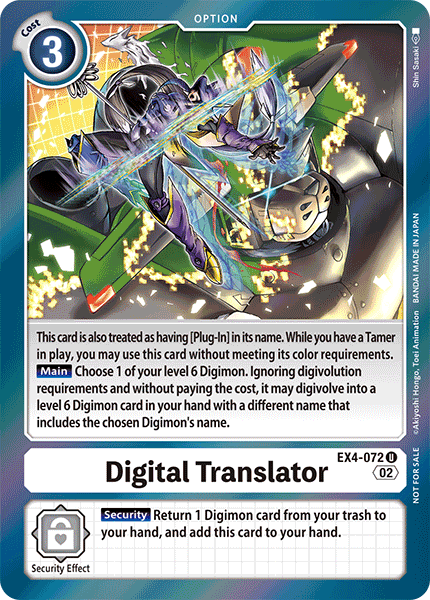 OPTION
Cost
3
Shin Sasaki
This card is also treated as having [Plug-In] in its name. While you have a Tamer
in play, you may use this card without meeting its color requirements.
Main Choose 1 of your level 6 Digimon. Ignoring digivolution
requirements and without paying the cost, it may digivolve into
a level 6 Digimon card in your hand with a different name that
includes the chosen Digimon's name.
©Akiyoshi Hongo, Toei Animation BANDAI MADE IN JAPAN
NOT FOR SALE
Digital Translator
EX4-072 U
02
Security Return 1 Digimon card from your trash to
your hand, and add this card to your hand.
Security Effect